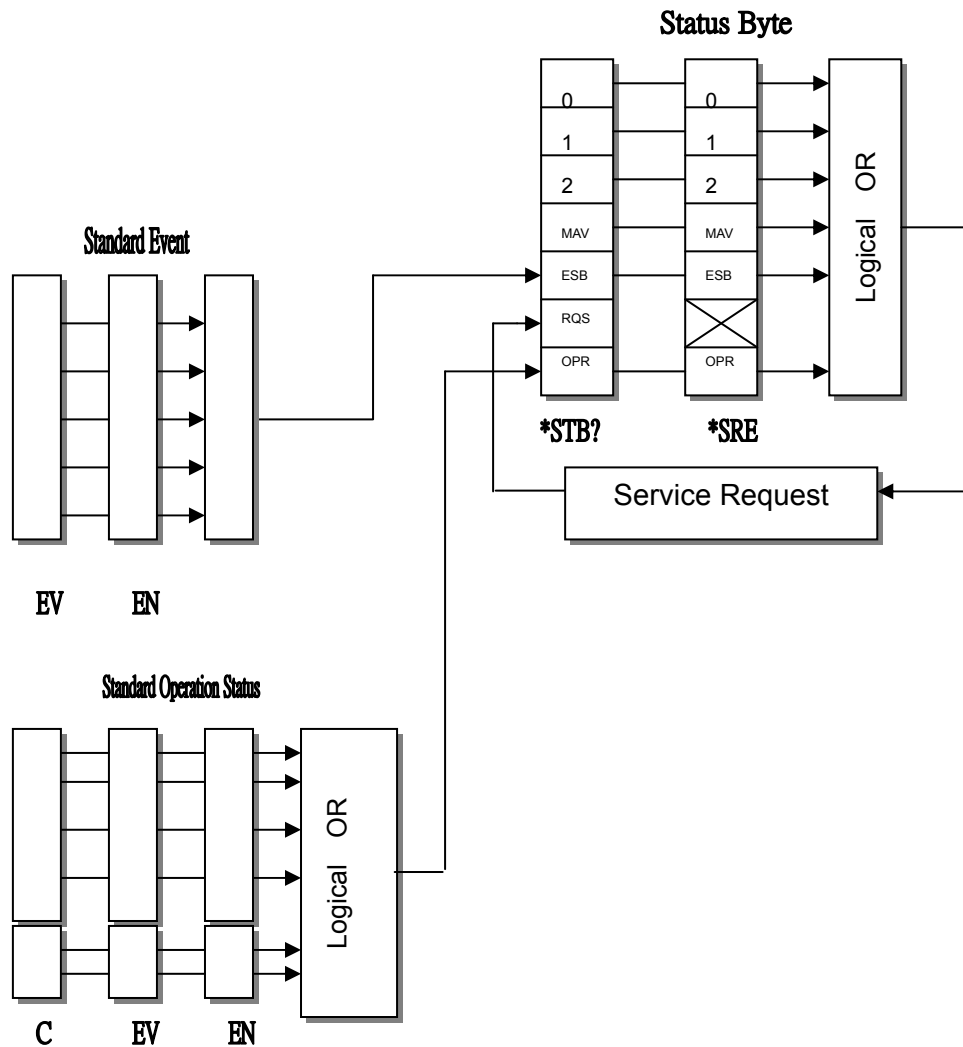 Status Byte
0 0
1 1
2 2
MAV MAV
ESB ESB
RQS
OPR OPR
Logical OR
*STB? *SRE
Service Request
Standard Event
EV EN
Standard Operation Status
Logical OR
C EV EN